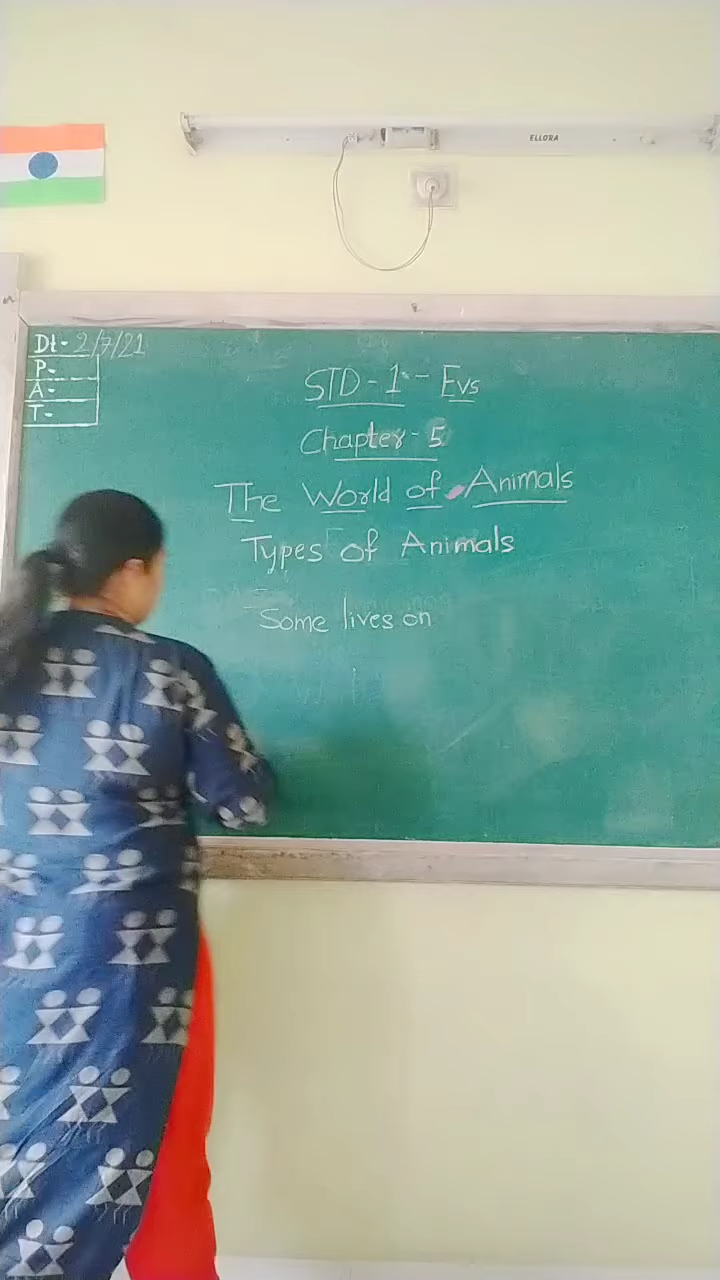 ELLORA
Dt- 2/7/21
P-
A-
T-
STD - 1 - Evs
Chapter - 5
The World of Animals
Types of Animals
Some lives on